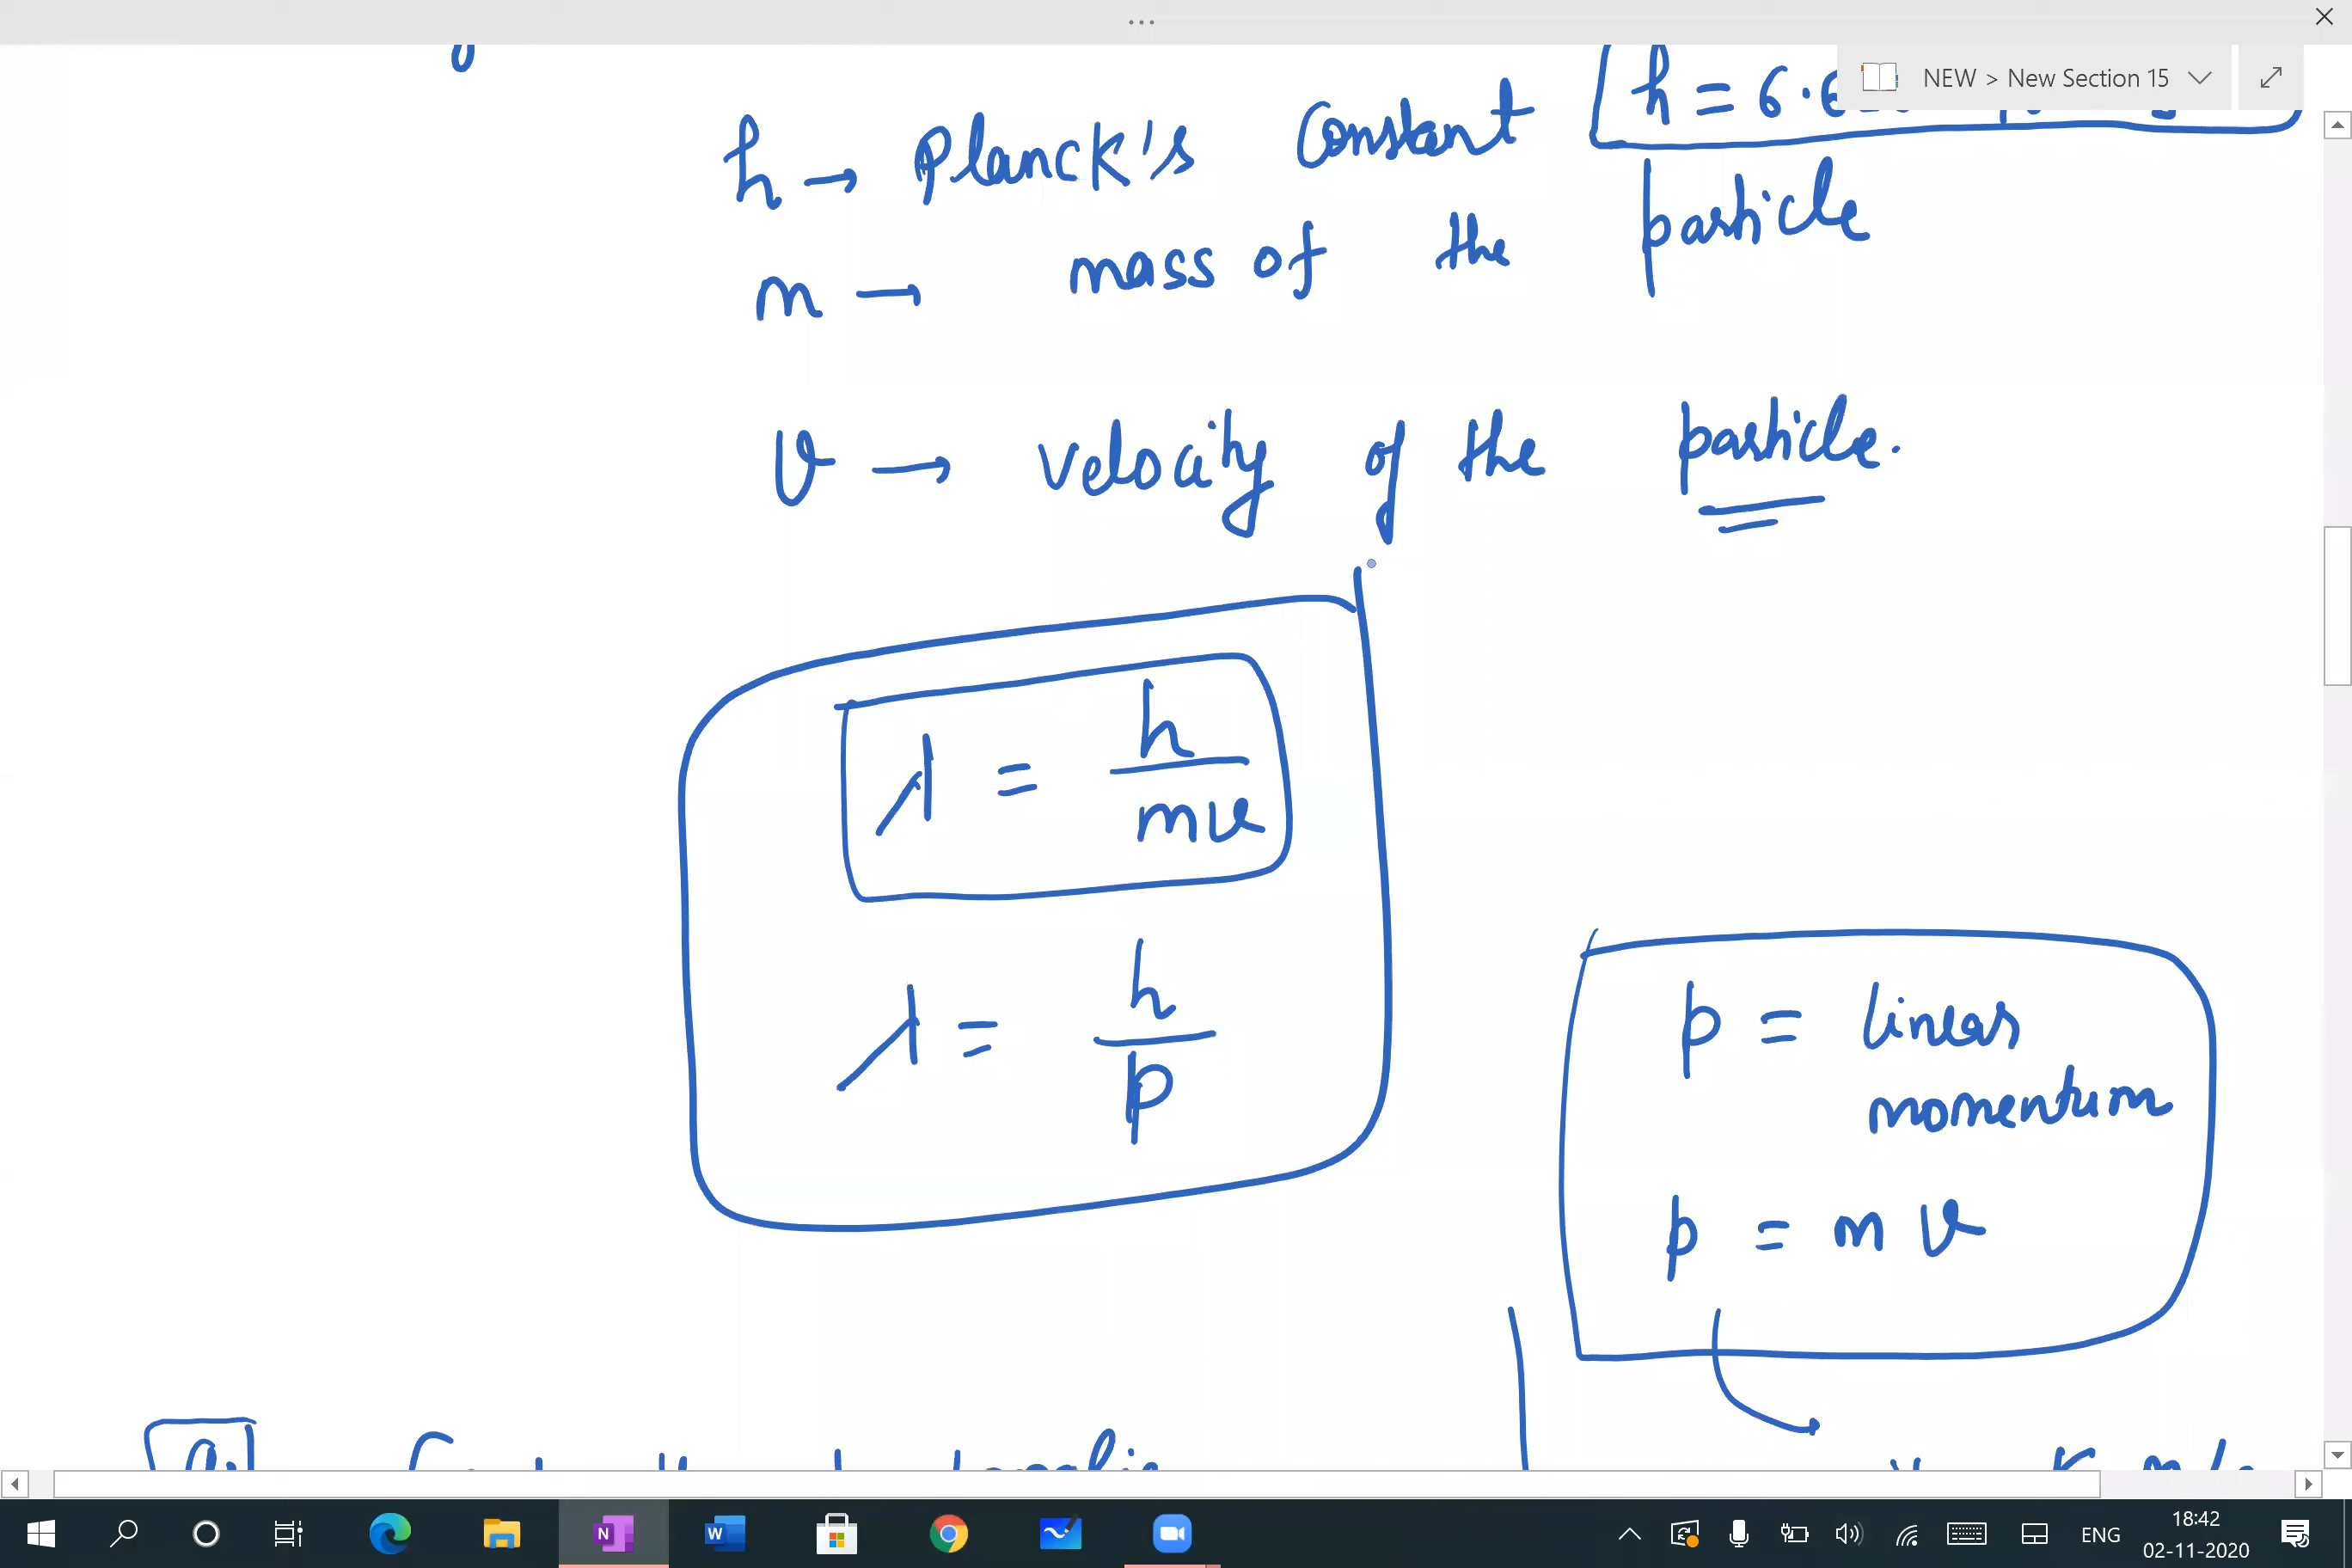 NEW > New Section 15
h = 6.6
h → Planck's Constant
m → mass of the particle
v → velocity of the particle.
λ = h/mv
λ = h/p
p = linear momentum
p = m v
ENG
18:42
02-11-2020